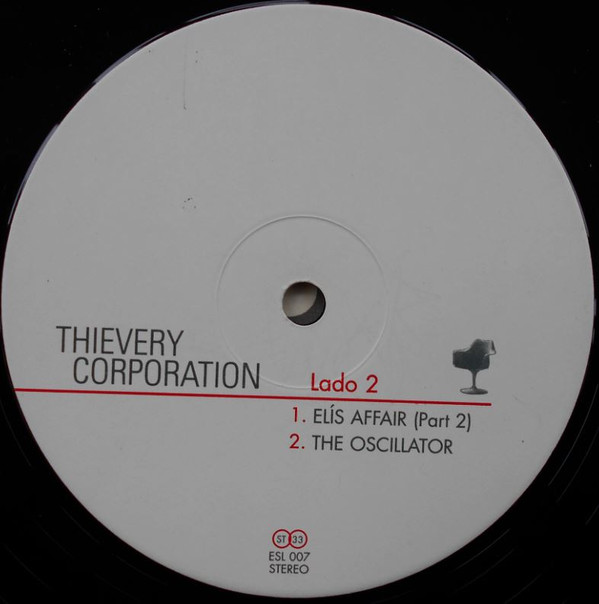 THIEVERY
CORPORATION
Lado 2
1. ELÍS AFFAIR (Part 2)
2. THE OSCILLATOR
ST 33
ESL 007
STEREO